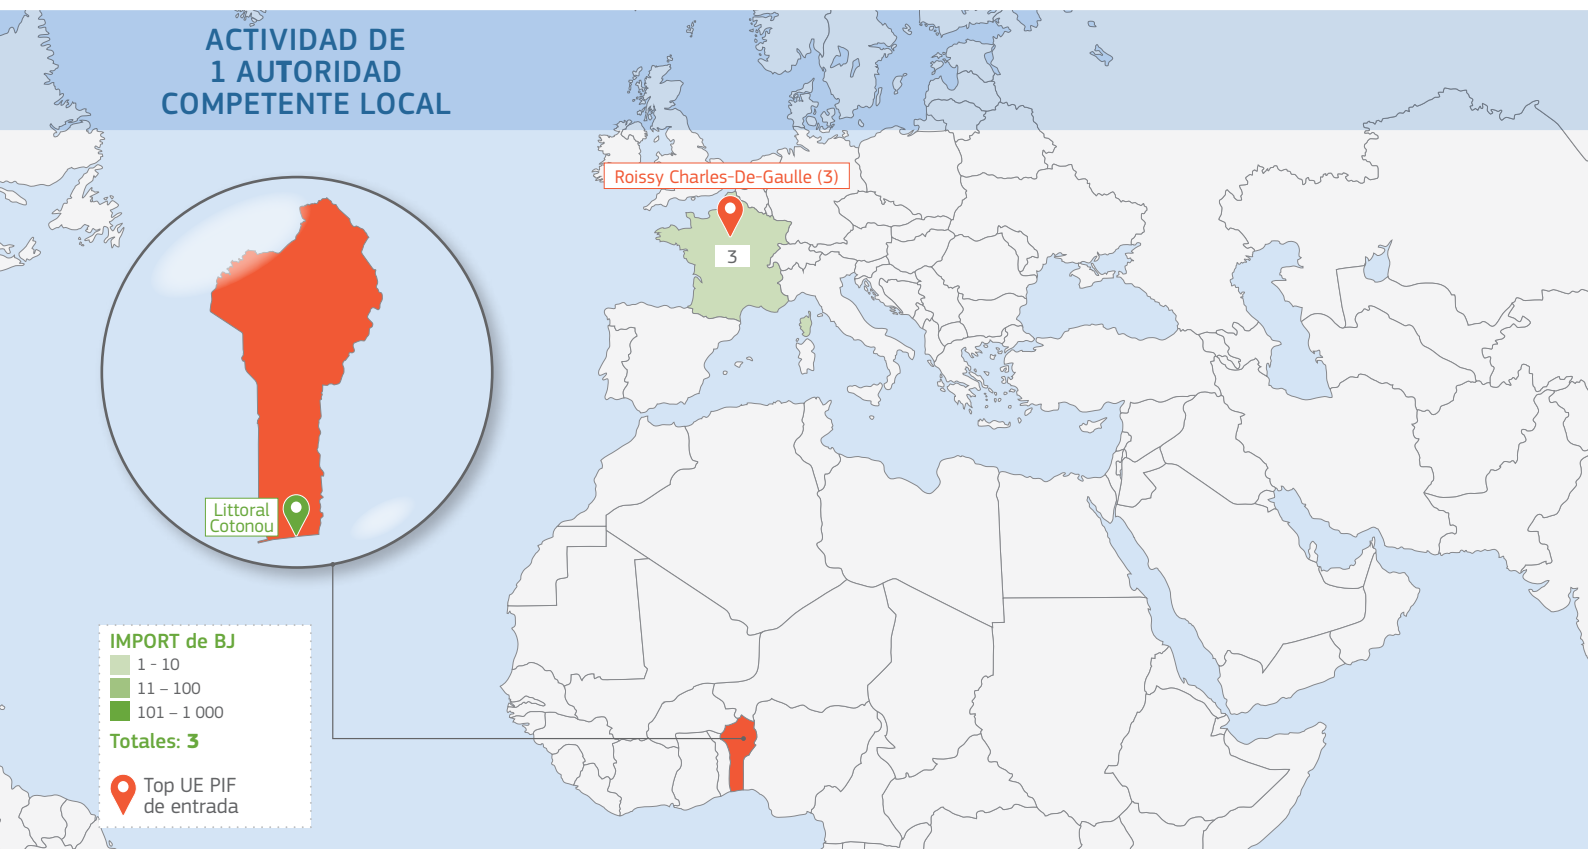 ACTIVIDAD DE
1 AUTORIDAD
COMPETENTE LOCAL
Roissy Charles-De-Gaulle (3)
3
Littoral
Cotonou
IMPORT de BJ
1 - 10
11 – 100
101 – 1 000
Totales: 3
Top UE PIF
de entrada